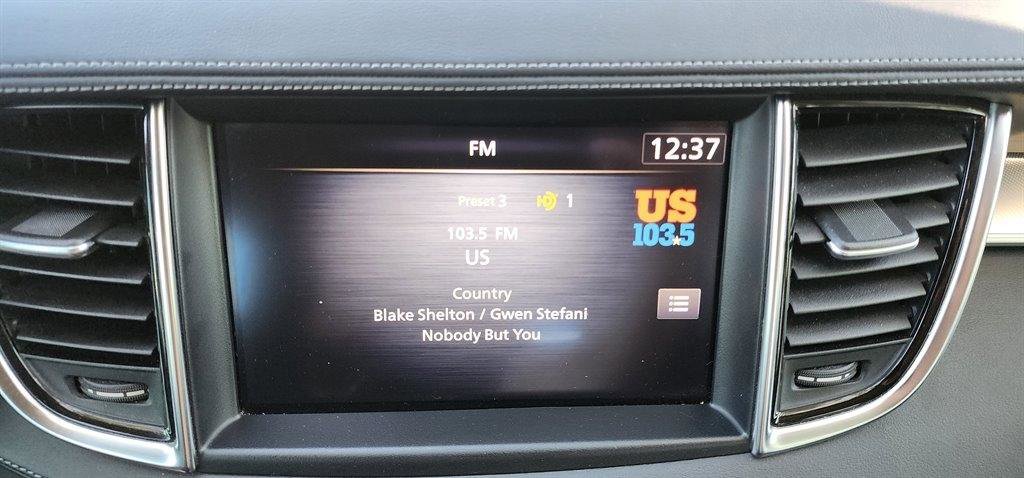 FM
12:37
Preset 3 HD 1
US
103.5
103.5 FM
US
Country
Blake Shelton / Gwen Stefani
Nobody But You